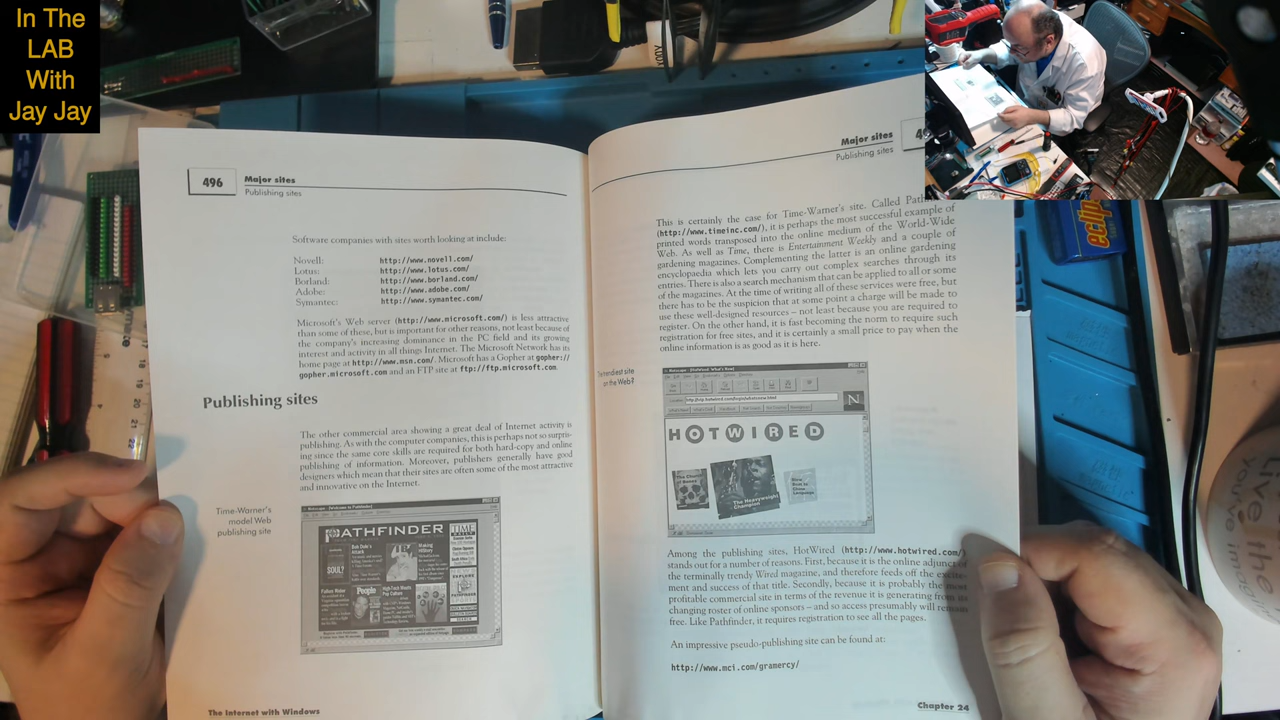 In The
LAB
With
Jay Jay
496
Major sites
Publishing sites
Software companies with sites worth looking at include:
Novell: http://www.novell.com/
Lotus: http://www.lotus.com/
Borland: http://www.borland.com/
Adobe: http://www.adobe.com/
Symantec: http://www.symantec.com/
Microsoft's Web server (http://www.microsoft.com/) is less attractive
than some of these, but is important for other reasons, not least because of
the company's increasing dominance in the PC field and its growing
interest and activity in all things Internet. The Microsoft Network has its
home page at http://www.msn.com/. Microsoft has a Gopher at gopher://
gopher.microsoft.com and an FTP site at ftp://ftp.microsoft.com.
Publishing sites
The other commercial area showing a great deal of Internet activity is
publishing. As with the computer companies, this is perhaps not so surpris-
ing since the same core skills are required for both hard-copy and online
publishing of information. Moreover, publishers generally have good
designers which mean that their sites are often some of the most attractive
and innovative on the Internet.
Time-Warner's
model Web
publishing site
PATHFINDER
TIME
SOUL?
People
EXPLORE
The Internet with Windows
Major sites
Publishing sites
This is certainly the case for Time-Warner's site. Called
(http://www.timeinc.com/), it is perhaps the most successful example of
printed words transposed into the online medium of the World-Wide
Web. As well as Time, there is Entertainment Weekly and a couple of
gardening magazines. Complementing the latter is an online gardening
encyclopaedia which lets you carry out complex searches through its
entries. There is also a search mechanism that can be applied to all or some
of the magazines. At the time of writing all of these services were free, but
there has to be the suspicion that at some point a charge will be made to
use these well-designed resources – not least because you are required to
register. On the other hand, it is fast becoming the norm to require such
registration for free sites, and it is certainly a small price to pay when the
online information is as good as it is here.
trendiest site
on the Web?
Netscape - [HotWired: What's New]
HOTWIRED
The Heavyweight
Champion
Among the publishing sites, HotWired (http://www.hotwired.com/)
stands out for a number of reasons. First, because it is the online adjunct of
the terminally trendy Wired magazine, and therefore feeds off the excite-
ment and success of that title. Secondly, because it is probably the most
profitable commercial site in terms of the revenue it is generating from its
changing roster of online sponsors – and so access presumably will remain
free. Like Pathfinder, it requires registration to see all the pages.
An impressive pseudo-publishing site can be found at:
http://www.mci.com/gramercy/
Chapter 24